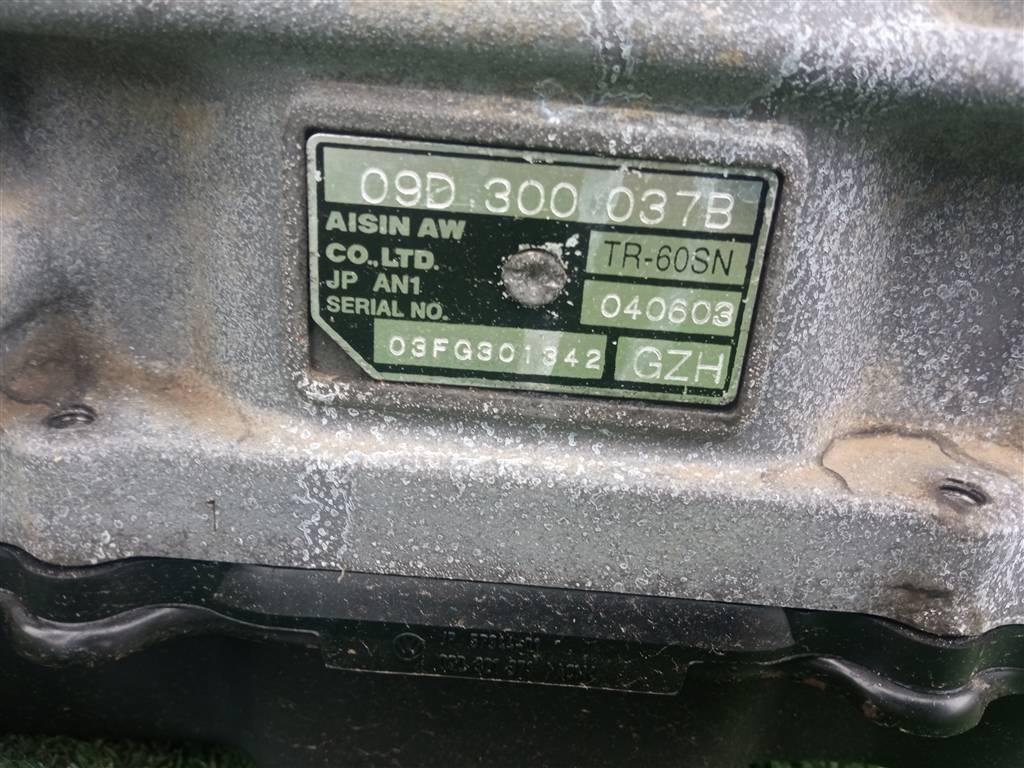 09D 300 037B
AISIN AW
CO.,LTD.
TR-60SN
JP AN1
040603
SERIAL NO.
03FG301342
GZH